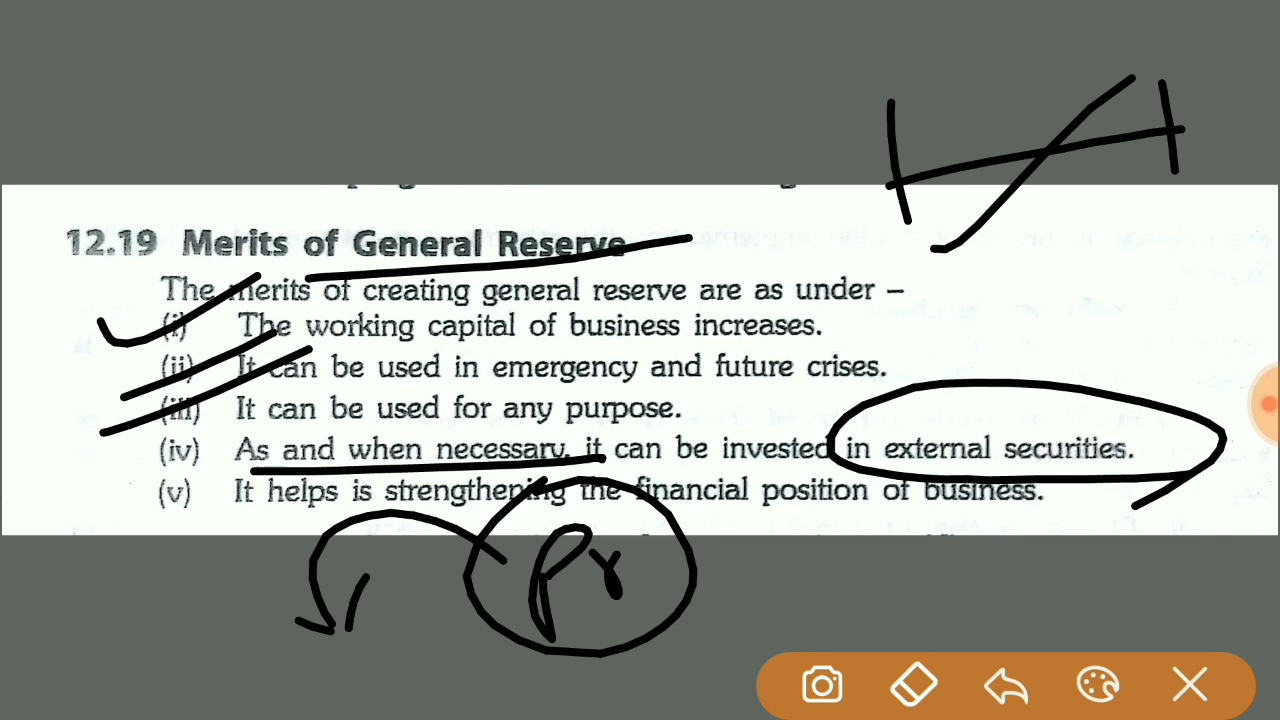 12.19 Merits of General Reserve
The merits of creating general reserve are as under –
(i) The working capital of business increases.
(ii) It can be used in emergency and future crises.
(iii) It can be used for any purpose.
(iv) As and when necessary, it can be invested in external securities.
(v) It helps is strengthening the financial position of business.
Pr